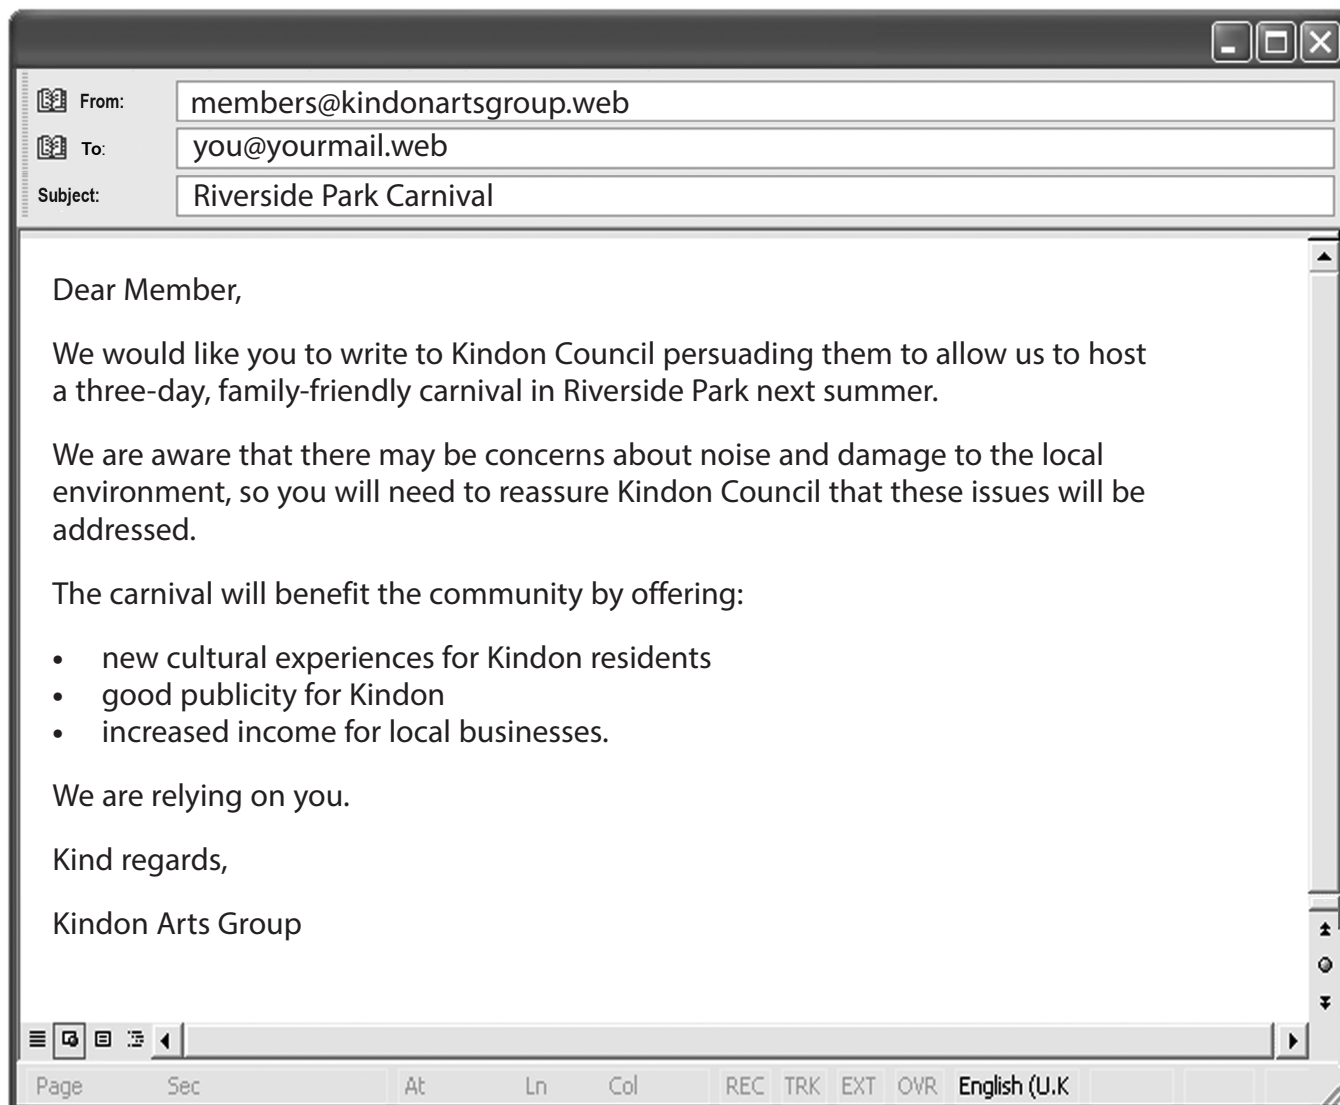 From: members@kindonartsgroup.web
To: you@yourmail.web
Subject: Riverside Park Carnival
Dear Member,
We would like you to write to Kindon Council persuading them to allow us to host
a three-day, family-friendly carnival in Riverside Park next summer.
We are aware that there may be concerns about noise and damage to the local
environment, so you will need to reassure Kindon Council that these issues will be
addressed.
The carnival will benefit the community by offering:
• new cultural experiences for Kindon residents
• good publicity for Kindon
• increased income for local businesses.
We are relying on you.
Kind regards,
Kindon Arts Group
Page Sec At Ln Col REC TRK EXT OVR English (U.K